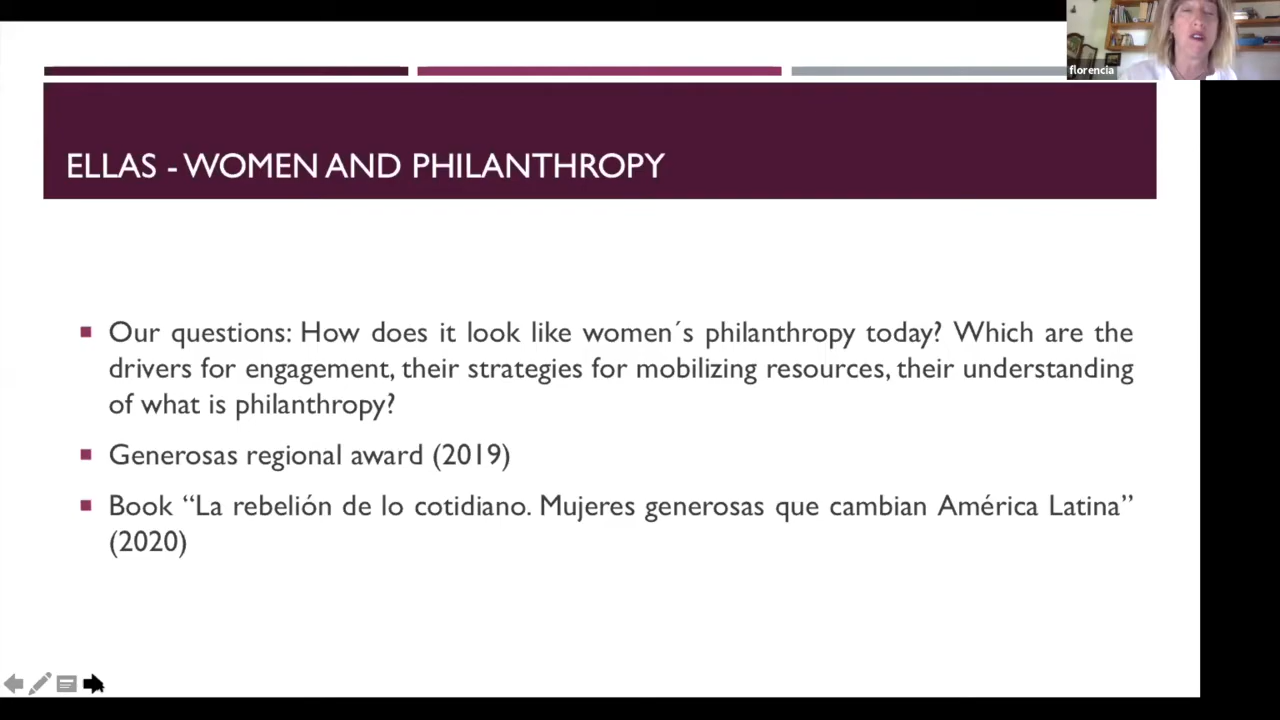 florencia
ELLAS - WOMEN AND PHILANTHROPY
Our questions: How does it look like women´s philanthropy today? Which are the
drivers for engagement, their strategies for mobilizing resources, their understanding
of what is philanthropy?
Generosas regional award (2019)
Book “La rebelión de lo cotidiano. Mujeres generosas que cambian América Latina”
(2020)